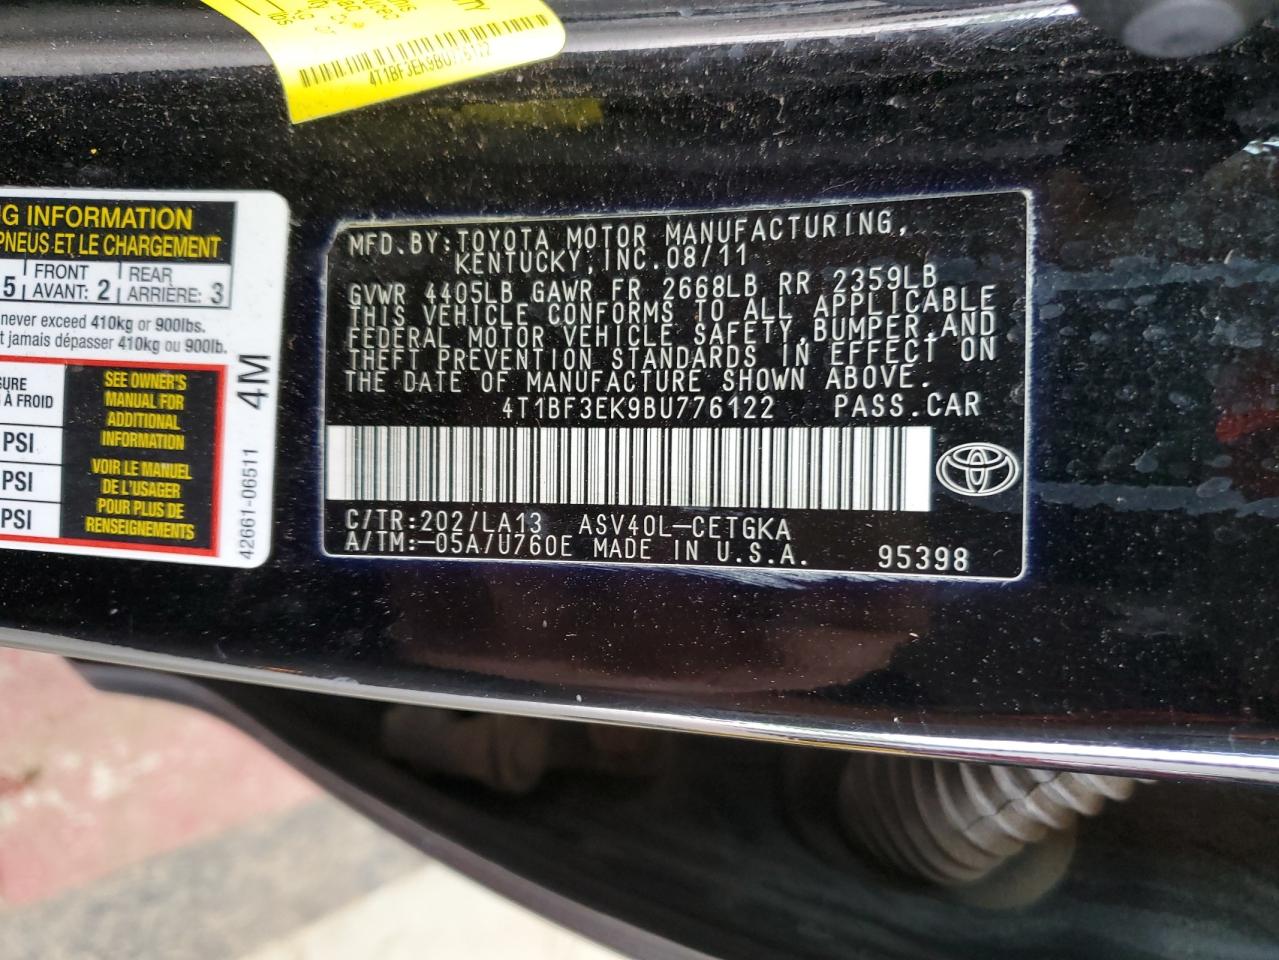 4T1BF3EK9BU776122
G INFORMATION
PNEUS ET LE CHARGEMENT
5 FRONT AVANT: 2 REAR ARRIÈRE: 3
never exceed 410kg or 900lbs.
t jamais dépasser 410kg ou 900lb.
À FROID
PSI
PSI
PSI
SEE OWNER'S
MANUAL FOR
ADDITIONAL
INFORMATION
VOIR LE MANUEL
DE L'USAGER
POUR PLUS DE
RENSEIGNEMENTS
4M
42661-06511
MFD.BY:TOYOTA MOTOR MANUFACTURING,
KENTUCKY,INC.08/11
GVWR 4405LB GAWR FR 2668LB RR 2359LB
THIS VEHICLE CONFORMS TO ALL APPLICABLE
FEDERAL MOTOR VEHICLE SAFETY,BUMPER,AND
THEFT PREVENTION STANDARDS IN EFFECT ON
THE DATE OF MANUFACTURE SHOWN ABOVE.
4T1BF3EK9BU776122 PASS.CAR
C/TR:202/LA13 ASV40L-CETGKA
A/TM:-05A/U760E MADE IN U.S.A. 95398